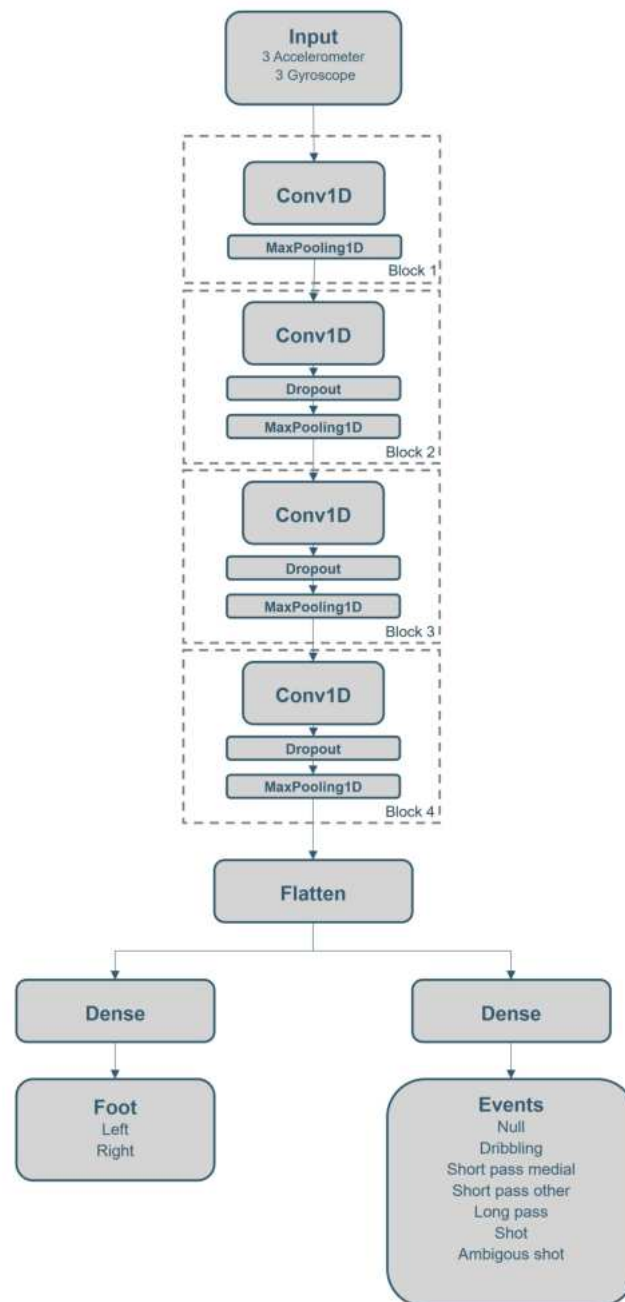 Input
3 Accelerometer
3 Gyroscope
Conv1D
MaxPooling1D
Block 1
Conv1D
Dropout
MaxPooling1D
Block 2
Conv1D
Dropout
MaxPooling1D
Block 3
Conv1D
Dropout
MaxPooling1D
Block 4
Flatten
Dense
Foot
Left
Right
Dense
Events
Null
Dribbling
Short pass medial
Short pass other
Long pass
Shot
Ambigous shot